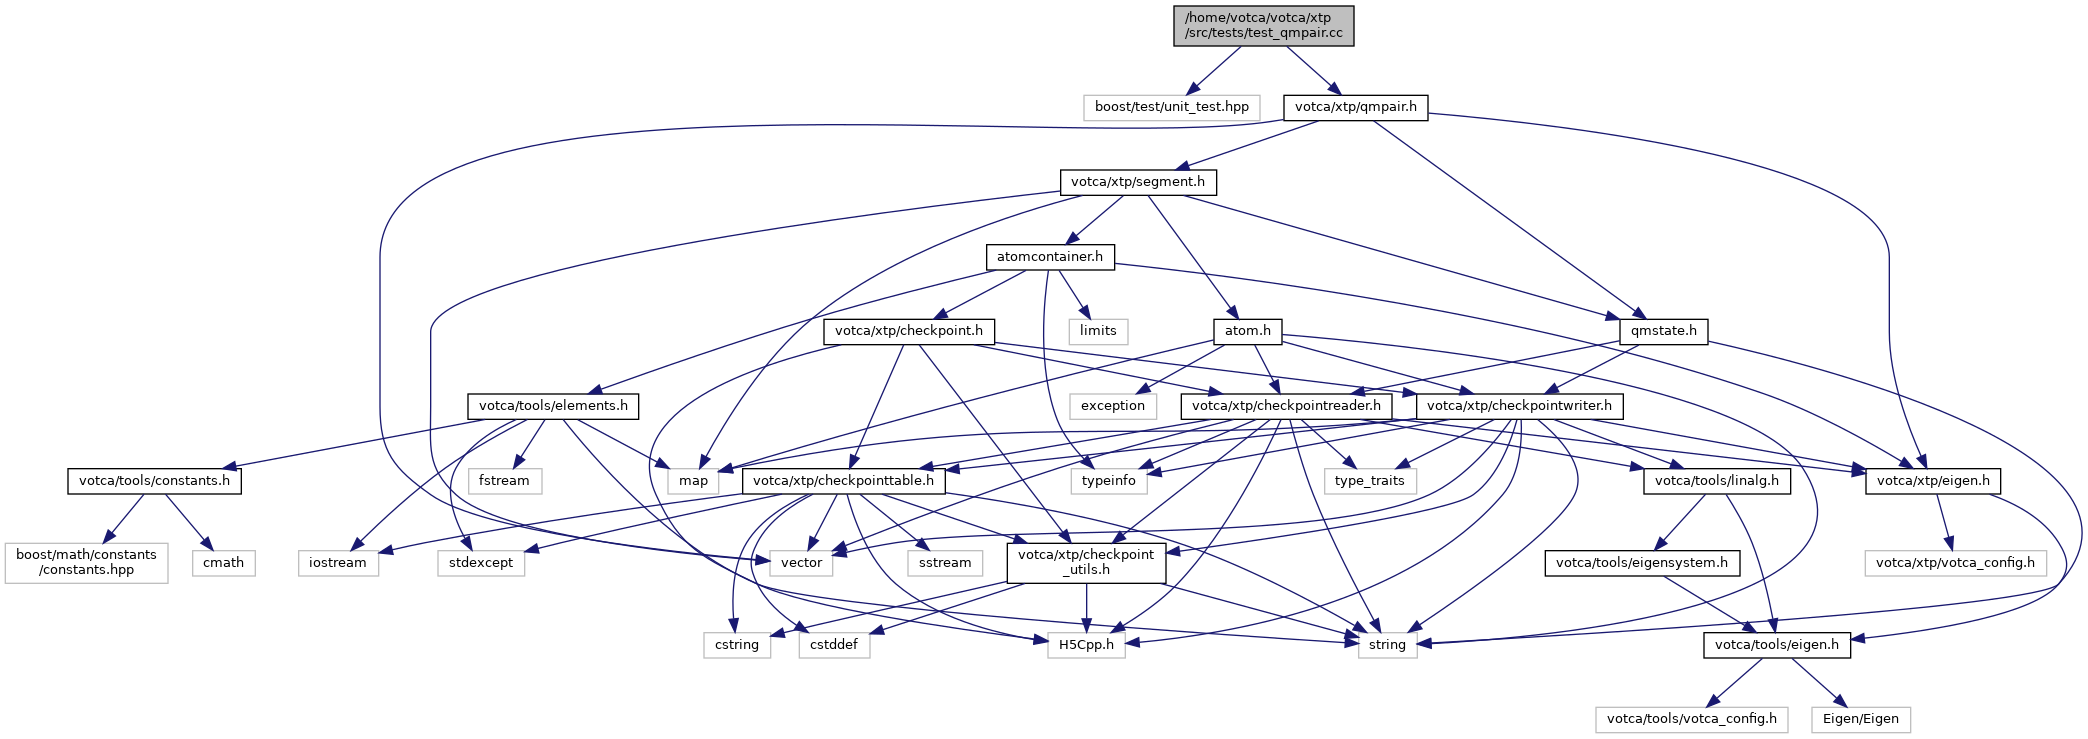 /home/votca/votca/xtp
/src/tests/test_qmpair.cc
boost/test/unit_test.hpp
votca/xtp/qmpair.h
votca/xtp/segment.h
atomcontainer.h
votca/xtp/checkpoint.h
limits
atom.h
qmstate.h
votca/tools/elements.h
exception
votca/xtp/checkpointreader.h
votca/xtp/checkpointwriter.h
votca/tools/constants.h
fstream
map
votca/xtp/checkpointtable.h
typeinfo
type_traits
votca/tools/linalg.h
votca/xtp/eigen.h
boost/math/constants
/constants.hpp
cmath
iostream
stdexcept
vector
sstream
votca/xtp/checkpoint
_utils.h
votca/tools/eigensystem.h
votca/xtp/votca_config.h
cstring
cstddef
H5Cpp.h
string
votca/tools/eigen.h
votca/tools/votca_config.h
Eigen/Eigen